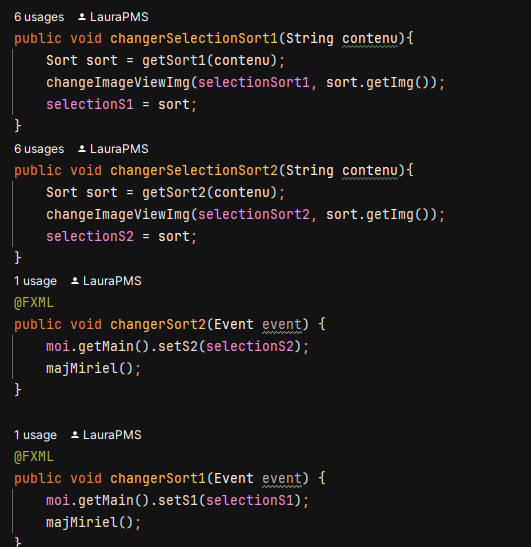 6 usages LauraPMS
public void changerSelectionSort1(String contenu){
    Sort sort = getSort1(contenu);
    changeImageViewImg(selectionSort1, sort.getImg());
    selectionS1 = sort;
}
6 usages LauraPMS
public void changerSelectionSort2(String contenu){
    Sort sort = getSort2(contenu);
    changeImageViewImg(selectionSort2, sort.getImg());
    selectionS2 = sort;
}
1 usage LauraPMS
@FXML
public void changerSort2(Event event) {
    moi.getMain().setS2(selectionS2);
    majMiriel();
}
1 usage LauraPMS
@FXML
public void changerSort1(Event event) {
    moi.getMain().setS1(selectionS1);
    majMiriel();
}